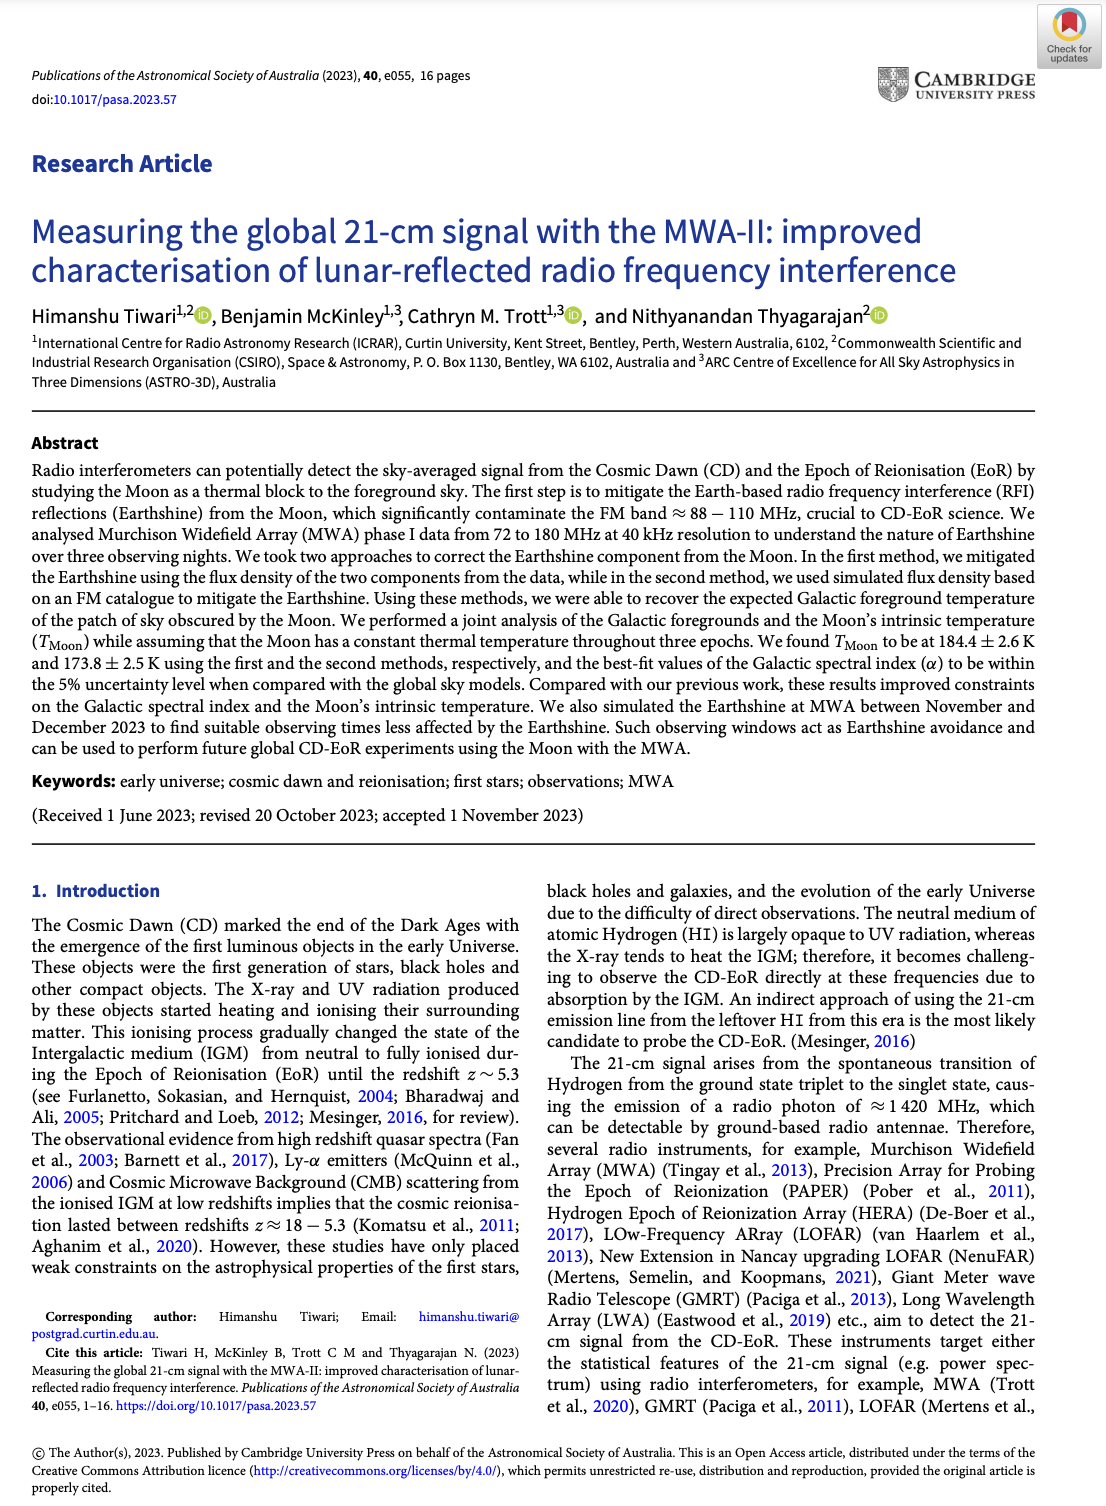 Check for
updates
Publications of the Astronomical Society of Australia (2023), 40, e055, 16 pages
doi:10.1017/pasa.2023.57
CAMBRIDGE
UNIVERSITY PRESS
Research Article
Measuring the global 21-cm signal with the MWA-II: improved
characterisation of lunar-reflected radio frequency interference
Himanshu Tiwari1,2 iD, Benjamin McKinley1,3, Cathryn M. Trott1,3 iD, and Nithyanandan Thyagarajan2 iD
1International Centre for Radio Astronomy Research (ICRAR), Curtin University, Kent Street, Bentley, Perth, Western Australia, 6102, 2Commonwealth Scientific and
Industrial Research Organisation (CSIRO), Space & Astronomy, P. O. Box 1130, Bentley, WA 6102, Australia and 3ARC Centre of Excellence for All Sky Astrophysics in
Three Dimensions (ASTRO-3D), Australia
Abstract
Radio interferometers can potentially detect the sky-averaged signal from the Cosmic Dawn (CD) and the Epoch of Reionisation (EoR) by
studying the Moon as a thermal block to the foreground sky. The first step is to mitigate the Earth-based radio frequency interference (RFI)
reflections (Earthshine) from the Moon, which significantly contaminate the FM band ≈ 88 − 110 MHz, crucial to CD-EoR science. We
analysed Murchison Widefield Array (MWA) phase I data from 72 to 180 MHz at 40 kHz resolution to understand the nature of Earthshine
over three observing nights. We took two approaches to correct the Earthshine component from the Moon. In the first method, we mitigated
the Earthshine using the flux density of the two components from the data, while in the second method, we used simulated flux density based
on an FM catalogue to mitigate the Earthshine. Using these methods, we were able to recover the expected Galactic foreground temperature
of the patch of sky obscured by the Moon. We performed a joint analysis of the Galactic foregrounds and the Moon's intrinsic temperature
(TMoon) while assuming that the Moon has a constant thermal temperature throughout three epochs. We found TMoon to be at 184.4 ± 2.6 K
and 173.8 ± 2.5 K using the first and the second methods, respectively, and the best-fit values of the Galactic spectral index (α) to be within
the 5% uncertainty level when compared with the global sky models. Compared with our previous work, these results improved constraints
on the Galactic spectral index and the Moon's intrinsic temperature. We also simulated the Earthshine at MWA between November and
December 2023 to find suitable observing times less affected by the Earthshine. Such observing windows act as Earthshine avoidance and
can be used to perform future global CD-EoR experiments using the Moon with the MWA.
Keywords: early universe; cosmic dawn and reionisation; first stars; observations; MWA
(Received 1 June 2023; revised 20 October 2023; accepted 1 November 2023)
1. Introduction
The Cosmic Dawn (CD) marked the end of the Dark Ages with
the emergence of the first luminous objects in the early Universe.
These objects were the first generation of stars, black holes and
other compact objects. The X-ray and UV radiation produced
by these objects started heating and ionising their surrounding
matter. This ionising process gradually changed the state of the
Intergalactic medium (IGM) from neutral to fully ionised dur-
ing the Epoch of Reionisation (EoR) until the redshift z ∼ 5.3
(see Furlanetto, Sokasian, and Hernquist, 2004; Bharadwaj and
Ali, 2005; Pritchard and Loeb, 2012; Mesinger, 2016, for review).
The observational evidence from high redshift quasar spectra (Fan
et al., 2003; Barnett et al., 2017), Ly-α emitters (McQuinn et al.,
2006) and Cosmic Microwave Background (CMB) scattering from
the ionised IGM at low redshifts implies that the cosmic reionisa-
tion lasted between redshifts z ≈ 18 − 5.3 (Komatsu et al., 2011;
Aghanim et al., 2020). However, these studies have only placed
weak constraints on the astrophysical properties of the first stars,
Corresponding author: Himanshu Tiwari; Email: himanshu.tiwari@
postgrad.curtin.edu.au.
Cite this article: Tiwari H, McKinley B, Trott C M and Thyagarajan N. (2023)
Measuring the global 21-cm signal with the MWA-II: improved characterisation of lunar-
reflected radio frequency interference. Publications of the Astronomical Society of Australia
40, e055, 1–16. https://doi.org/10.1017/pasa.2023.57
black holes and galaxies, and the evolution of the early Universe
due to the difficulty of direct observations. The neutral medium of
atomic Hydrogen (HI) is largely opaque to UV radiation, whereas
the X-ray tends to heat the IGM; therefore, it becomes challeng-
ing to observe the CD-EoR directly at these frequencies due to
absorption by the IGM. An indirect approach of using the 21-cm
emission line from the leftover HI from this era is the most likely
candidate to probe the CD-EoR. (Mesinger, 2016)
The 21-cm signal arises from the spontaneous transition of
Hydrogen from the ground state triplet to the singlet state, caus-
ing the emission of a radio photon of ≈ 1 420 MHz, which
can be detectable by ground-based radio antennae. Therefore,
several radio instruments, for example, Murchison Widefield
Array (MWA) (Tingay et al., 2013), Precision Array for Probing
the Epoch of Reionization (PAPER) (Pober et al., 2011),
Hydrogen Epoch of Reionization Array (HERA) (De-Boer et al.,
2017), LOw-Frequency ARray (LOFAR) (van Haarlem et al.,
2013), New Extension in Nancay upgrading LOFAR (NenuFAR)
(Mertens, Semelin, and Koopmans, 2021), Giant Meter wave
Radio Telescope (GMRT) (Paciga et al., 2013), Long Wavelength
Array (LWA) (Eastwood et al., 2019) etc., aim to detect the 21-
cm signal from the CD-EoR. These instruments target either
the statistical features of the 21-cm signal (e.g. power spec-
trum) using radio interferometers, for example, MWA (Trott
et al., 2020), GMRT (Paciga et al., 2011), LOFAR (Mertens et al.,
© The Author(s), 2023. Published by Cambridge University Press on behalf of the Astronomical Society of Australia. This is an Open Access article, distributed under the terms of the
Creative Commons Attribution licence (http://creativecommons.org/licenses/by/4.0/), which permits unrestricted re-use, distribution and reproduction, provided the original article is
properly cited.